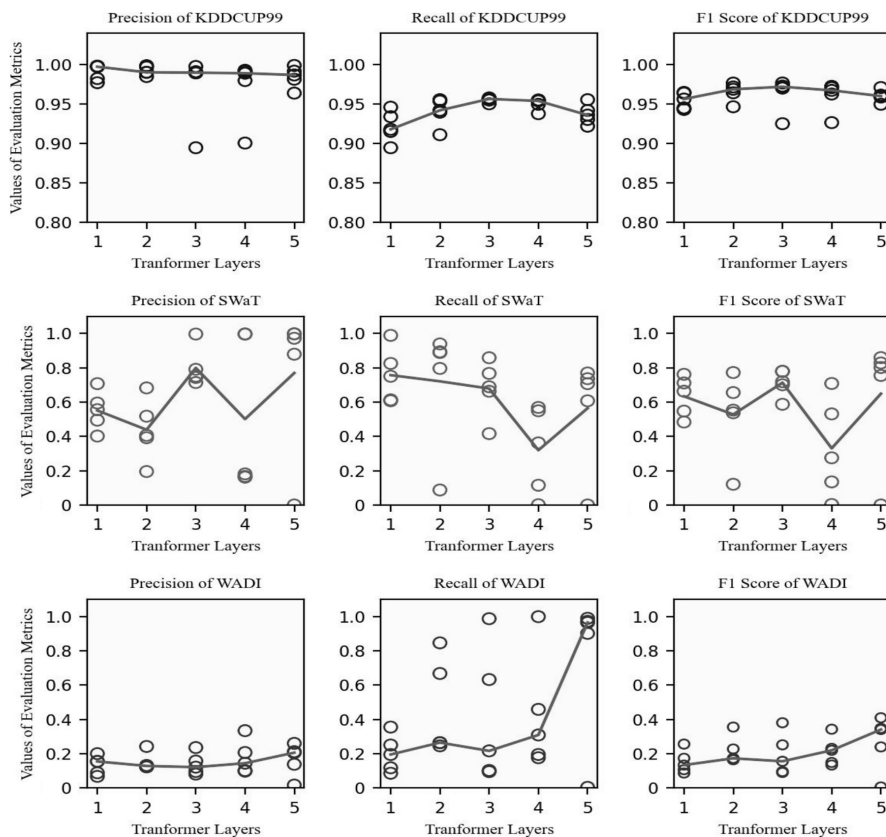 Precision of KDDCUP99
Recall of KDDCUP99
F1 Score of KDDCUP99
Values of Evaluation Metrics
1.00
0.95
0.90
0.85
0.80
1 2 3 4 5
Tranformer Layers
1.00
0.95
0.90
0.85
0.80
1 2 3 4 5
Tranformer Layers
1.00
0.95
0.90
0.85
0.80
1 2 3 4 5
Tranformer Layers
Precision of SWaT
Recall of SWaT
F1 Score of SWaT
Values of Evaluation Metrics
1.0
0.8
0.6
0.4
0.2
0
1 2 3 4 5
Tranformer Layers
1.0
0.8
0.6
0.4
0.2
0
1 2 3 4 5
Tranformer Layers
1.0
0.8
0.6
0.4
0.2
0
1 2 3 4 5
Tranformer Layers
Precision of WADI
Recall of WADI
F1 Score of WADI
Values of Evaluation Metrics
1.0
0.8
0.6
0.4
0.2
0
1 2 3 4 5
Tranformer Layers
1.0
0.8
0.6
0.4
0.2
0
1 2 3 4 5
Tranformer Layers
1.0
0.8
0.6
0.4
0.2
0
1 2 3 4 5
Tranformer Layers